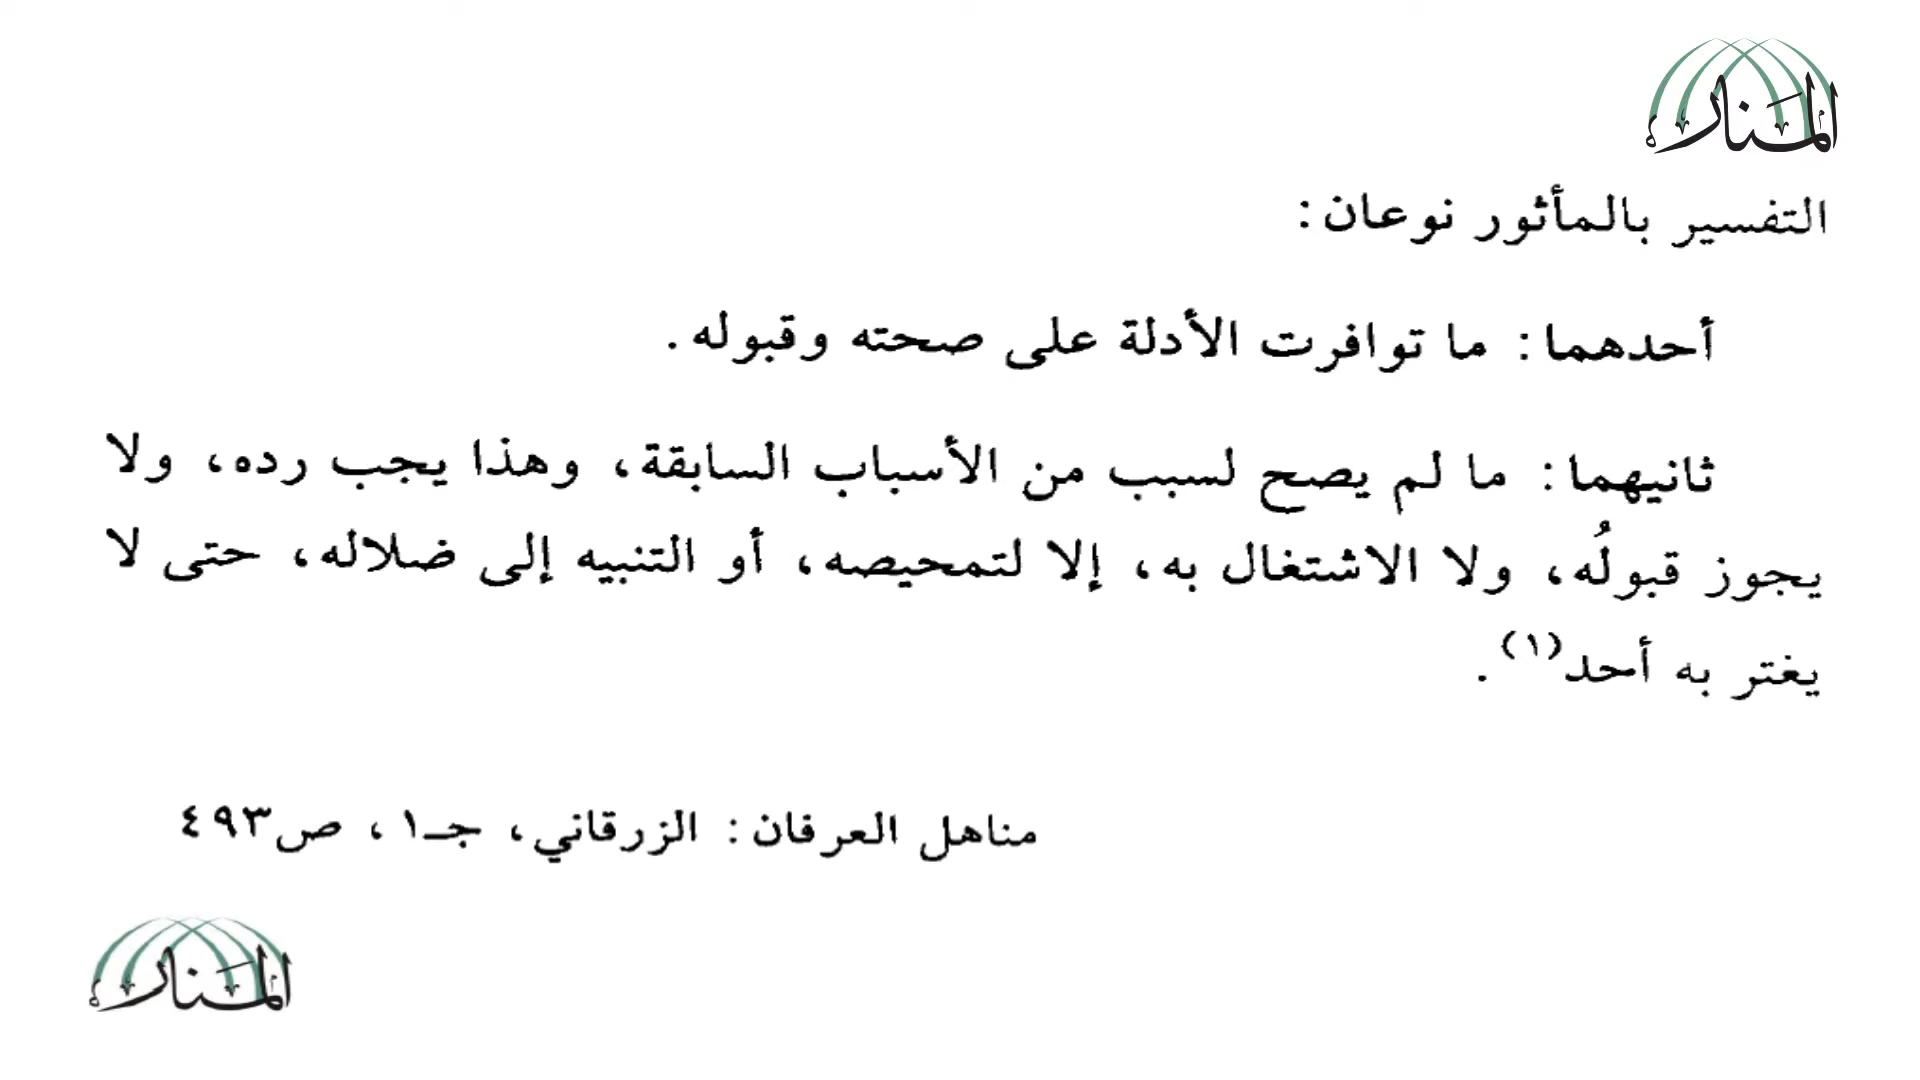 المنار
التفسير بالمأثور نوعان:
أحدهما: ما توافرت الأدلة على صحته وقبوله.
ثانيهما: ما لم يصح لسبب من الأسباب السابقة، وهذا يجب رده، ولا
يجوز قبولُه، ولا الاشتغال به، إلا لتمحيصه، أو التنبيه إلى ضلاله، حتى لا
يغتر به أحد(١).
مناهل العرفان: الزرقاني، جـ١، ص٤٩٣
المنار